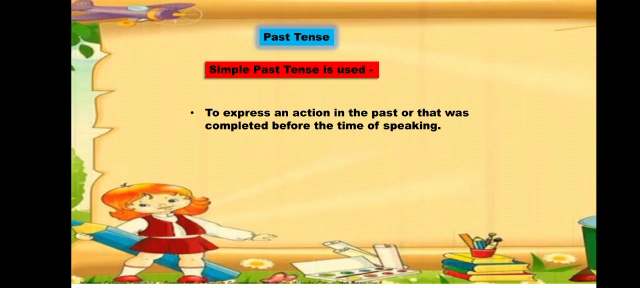 Past Tense
Simple Past Tense is used -
• To express an action in the past or that was
completed before the time of speaking.